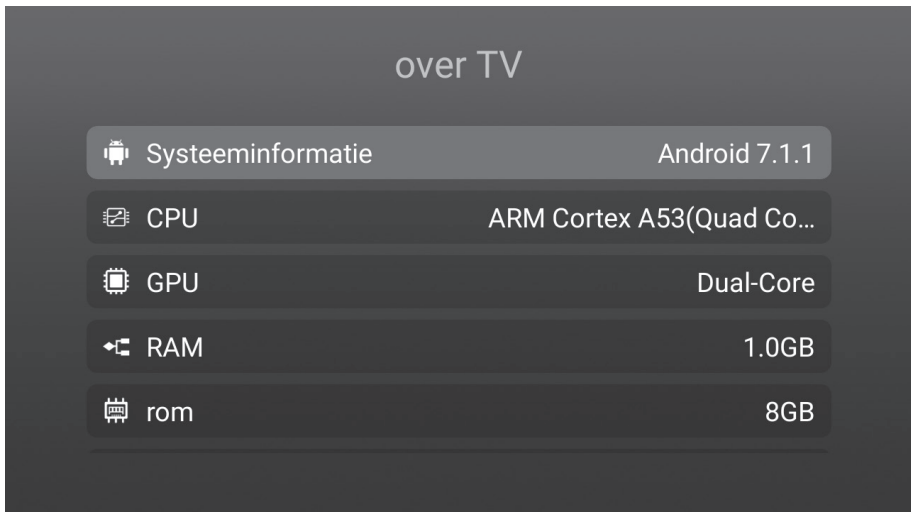 over TV
Systeeminformatie Android 7.1.1
CPU ARM Cortex A53(Quad Co...
GPU Dual-Core
RAM 1.0GB
rom 8GB